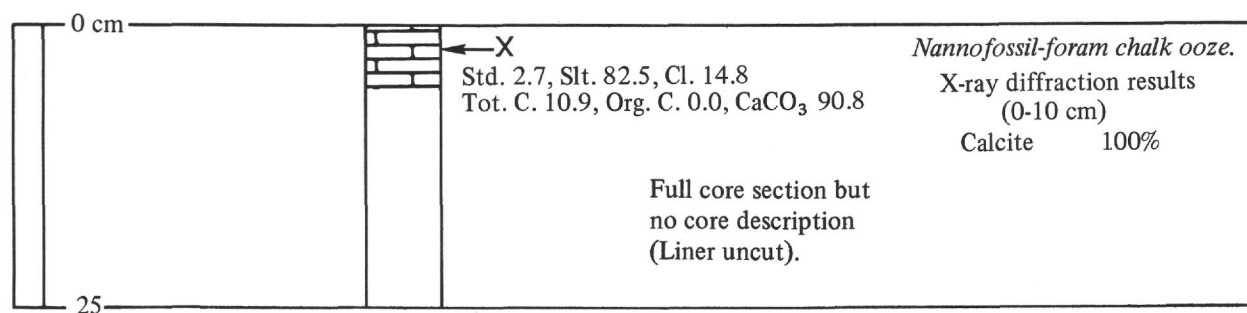 0 cm
X
Std. 2.7, Slt. 82.5, Cl. 14.8
Tot. C. 10.9, Org. C. 0.0, CaCO₃ 90.8
Nannofossil-foram chalk ooze.
X-ray diffraction results
(0-10 cm)
Calcite 100%
Full core section but
no core description
(Liner uncut).
25